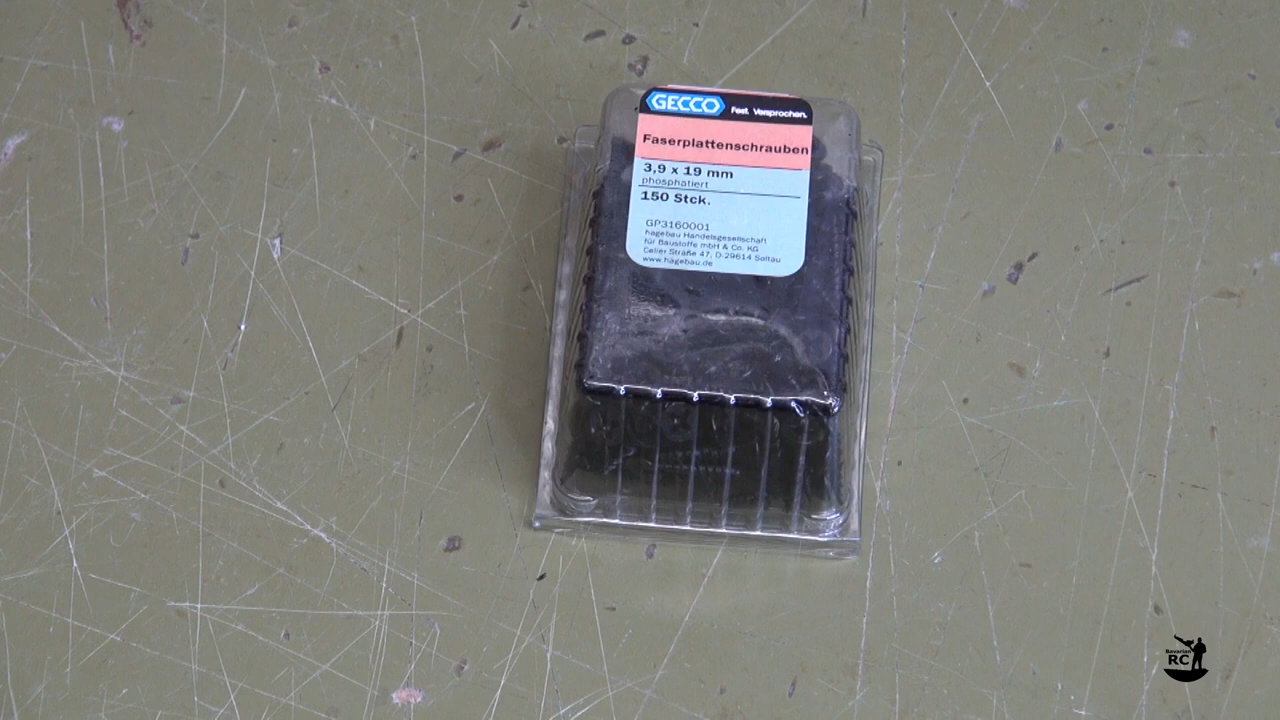 GECCO Fest. Versprochen.
Faserplattenschrauben
3,9 x 19 mm
phosphatiert
150 Stck.
GP3160001
hagebau Handelsgesellschaft
für Baustoffe mbH & Co. KG
Celler Straße 47, D-29614 Soltau
www.hagebau.de
Bavarian
RC